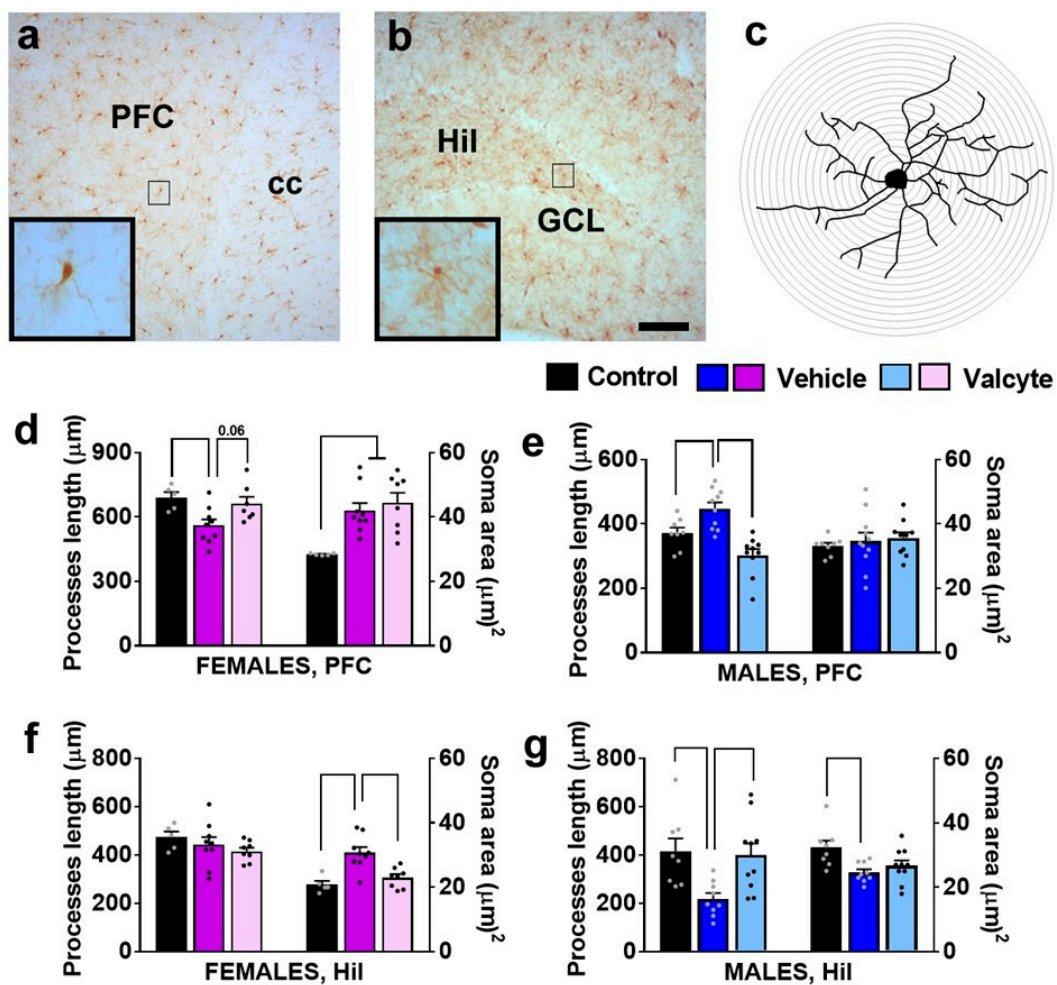 a
b
c
PFC
cc
Hil
GCL
Control Vehicle Valcyte
d
Processes length (μm)
900
600
300
0
0.06
60
40
20
0
Soma area (μm)²
FEMALES, PFC
e
Processes length (μm)
600
400
200
0
60
40
20
0
Soma area (μm)²
MALES, PFC
f
Processes length (μm)
800
600
400
200
0
60
40
20
0
Soma area (μm)²
FEMALES, Hil
g
Processes length (μm)
800
600
400
200
0
60
40
20
0
Soma area (μm)²
MALES, Hil